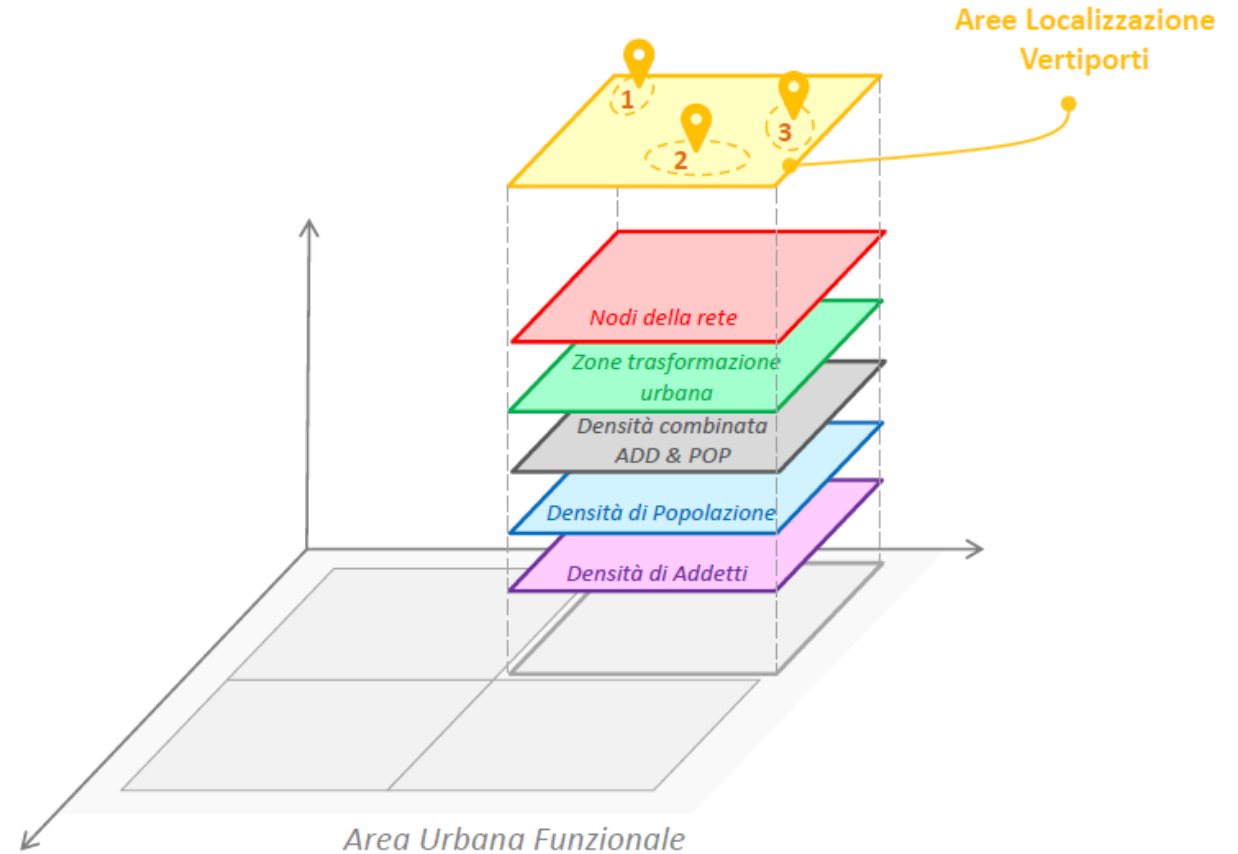 Aree Localizzazione
Vertiporti
1
2
3
Nodi della rete
Zone trasformazione
urbana
Densità combinata
ADD & POP
Densità di Popolazione
Densità di Addetti
Area Urbana Funzionale